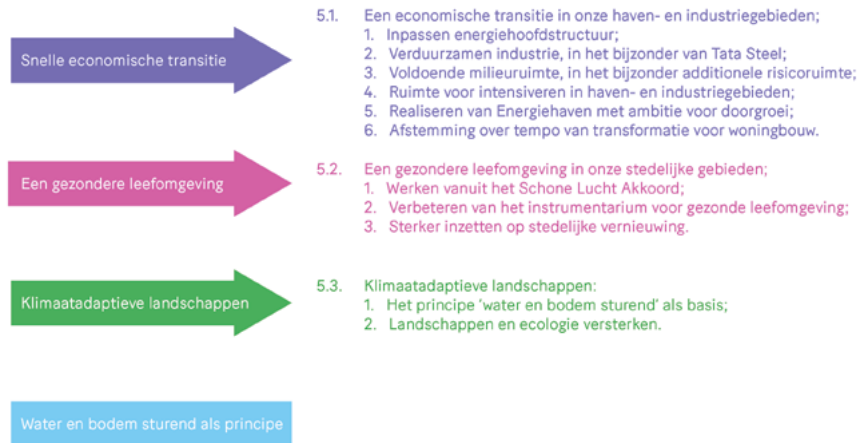 Snelle economische transitie
5.1. Een economische transitie in onze haven- en industriegebieden;
1. Inpassen energiehoofdstructuur;
2. Verduurzamen industrie, in het bijzonder van Tata Steel;
3. Voldoende milieuruimte, in het bijzonder additionele risicoruimte;
4. Ruimte voor intensiveren in haven- en industriegebieden;
5. Realiseren van Energiehaven met ambitie voor doorgroei;
6. Afstemming over tempo van transformatie voor woningbouw.
Een gezondere leefomgeving
5.2. Een gezondere leefomgeving in onze stedelijke gebieden;
1. Werken vanuit het Schone Lucht Akkoord;
2. Verbeteren van het instrumentarium voor gezonde leefomgeving;
3. Sterker inzetten op stedelijke vernieuwing.
Klimaatadaptieve landschappen
5.3. Klimaatadaptieve landschappen:
1. Het principe 'water en bodem sturend' als basis;
2. Landschappen en ecologie versterken.
Water en bodem sturend als principe